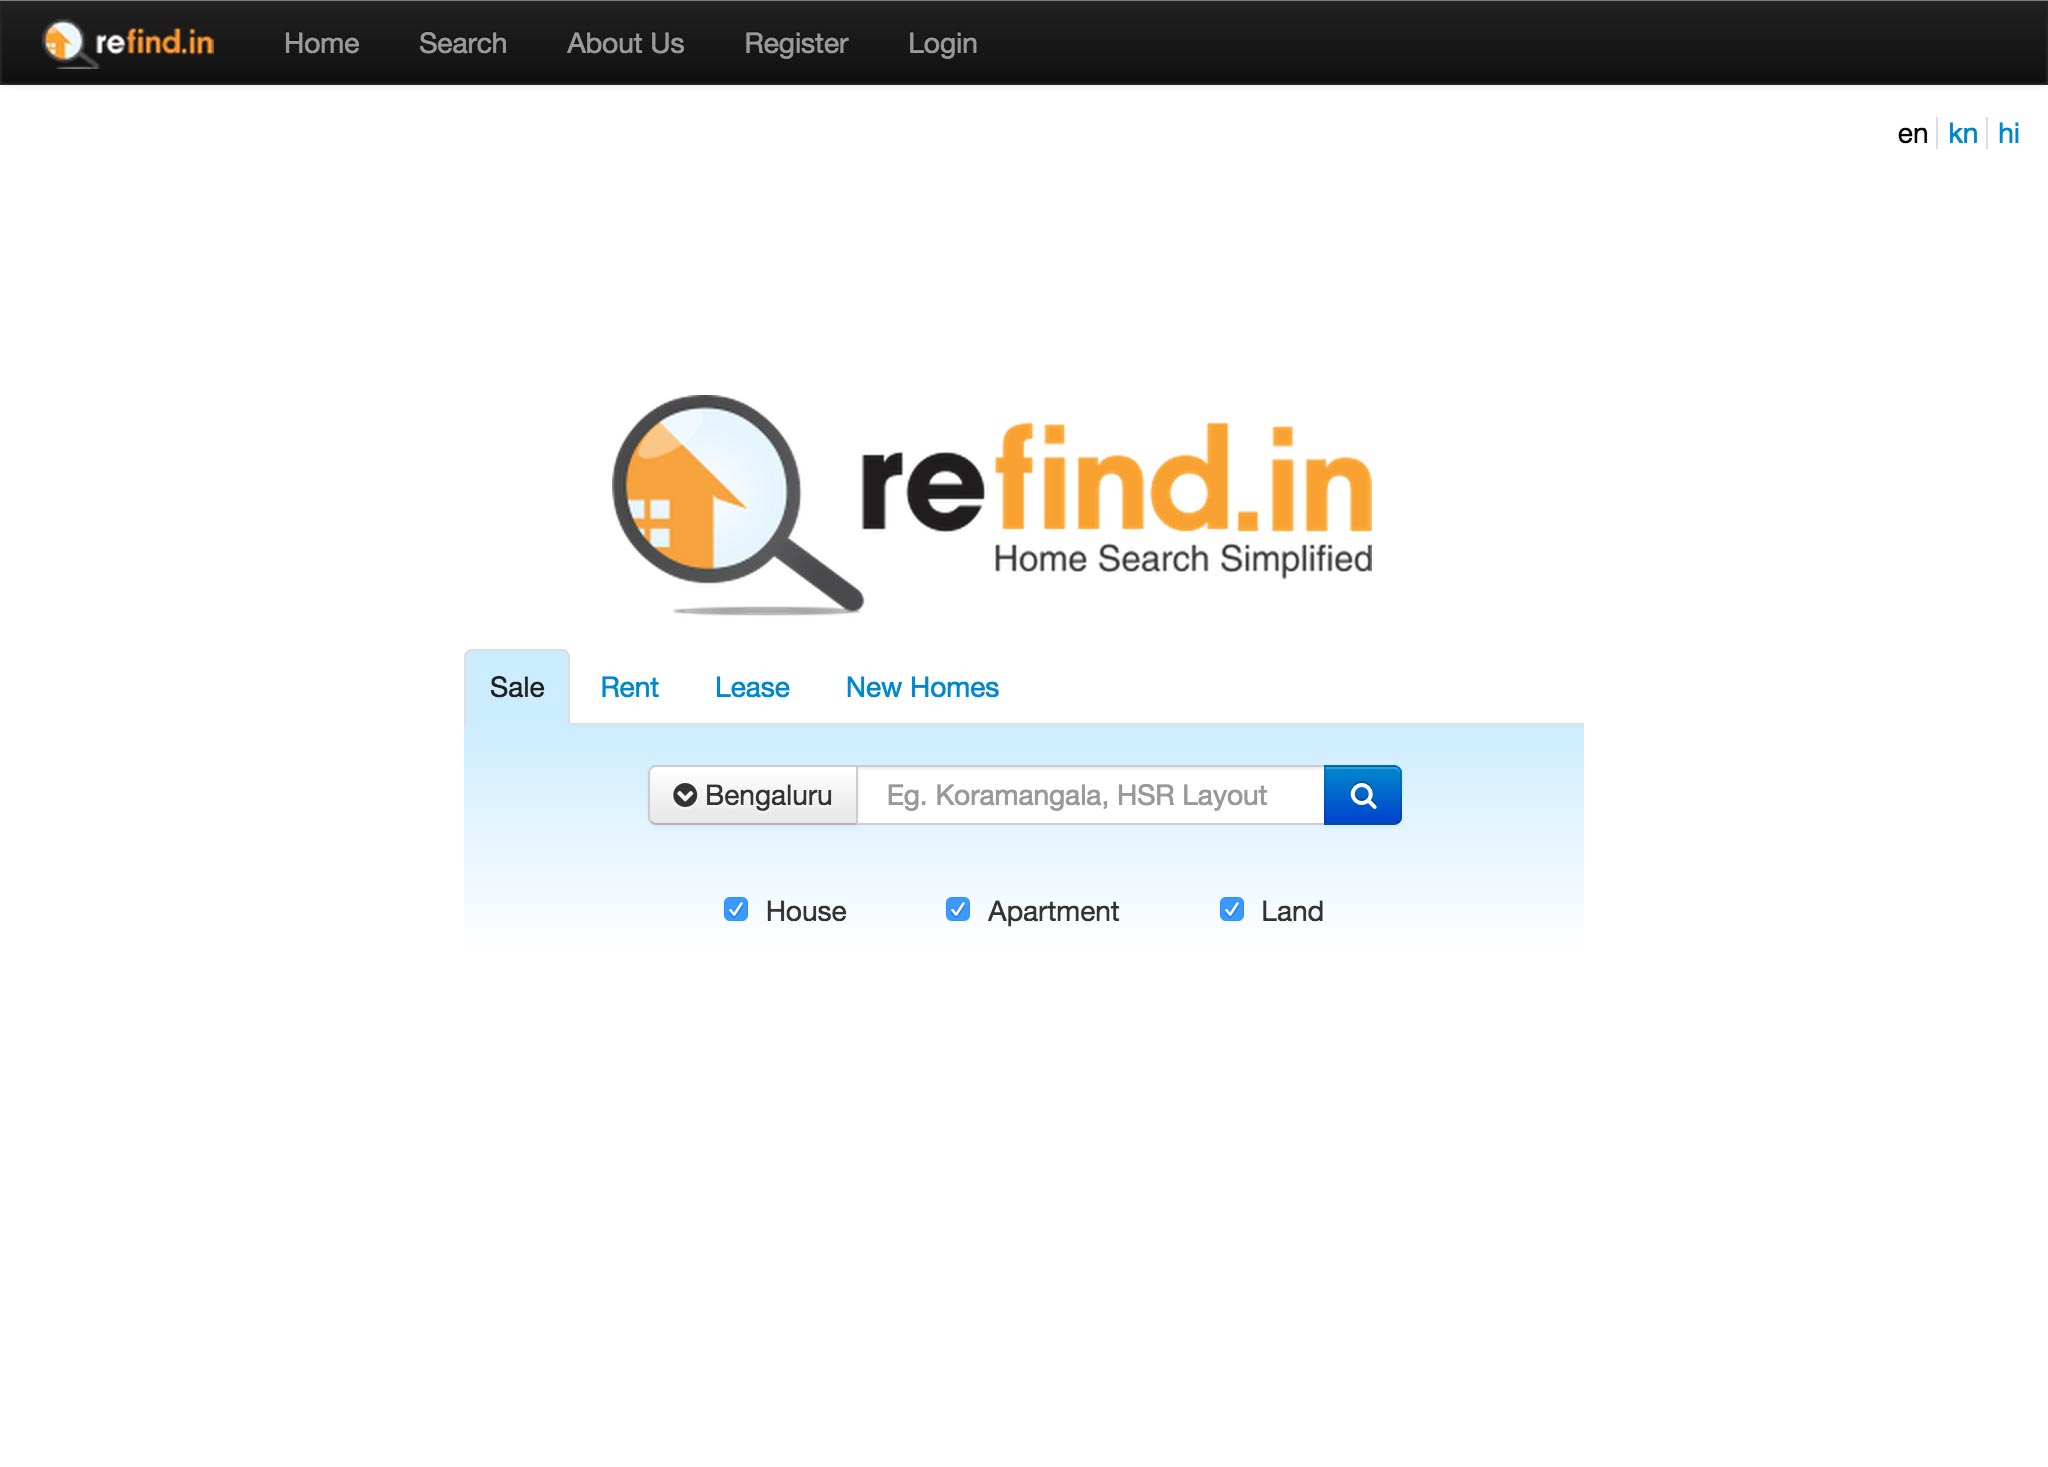 refind.in Home Search About Us Register Login
en kn hi
refind.in
Home Search Simplified
Sale Rent Lease New Homes
Bengaluru Eg. Koramangala, HSR Layout
House Apartment Land